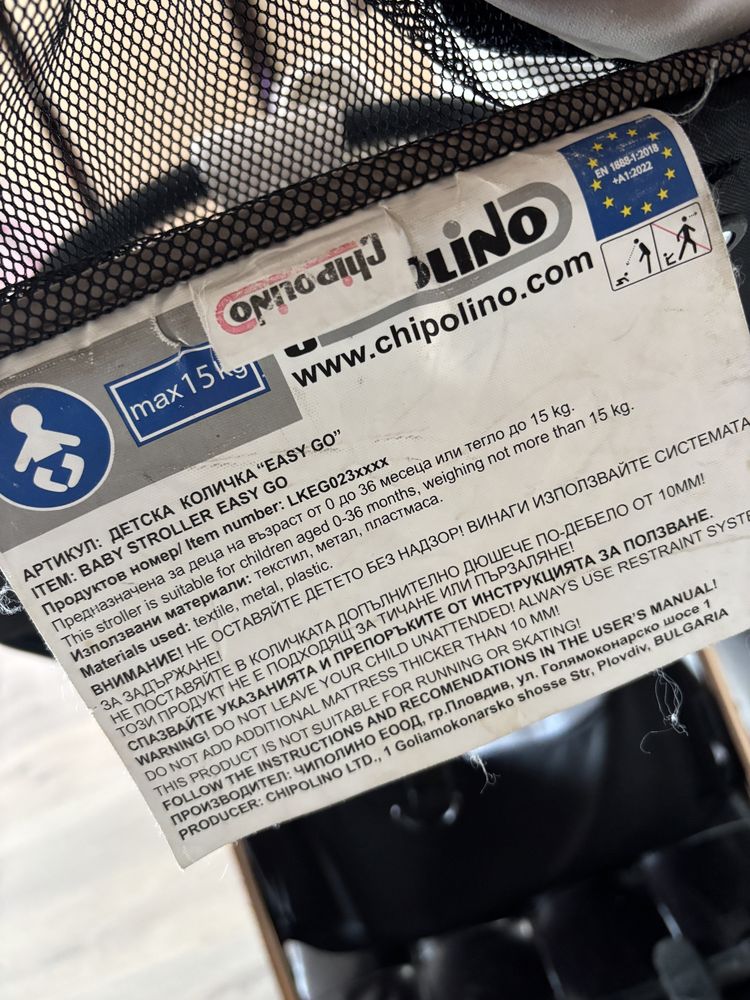 EN 1888-1:2018
+A1:2022
chipolino
OLINO
www.chipolino.com
max 15 kg
АРТИКУЛ: ДЕТСКА КОЛИЧКА "EASY GO"
ITEM: BABY STROLLER EASY GO
Продуктов номер/ Item number: LKEG023xxxx
Предназначена за деца на възраст от 0 до 36 месеца или тегло до 15 kg.
This stroller is suitable for children aged 0-36 months, weighing not more than 15 kg.
Използвани материали: текстил, метал, пластмаса.
Materials used: textile, metal, plastic.
ВНИМАНИЕ! НЕ ОСТАВЯЙТЕ ДЕТЕТО БЕЗ НАДЗОР! ВИНАГИ ИЗПОЛЗВАЙТЕ СИСТЕМАТА
ЗА ЗАДЪРЖАНЕ!
НЕ ПОСТАВЯЙТЕ В КОЛИЧКАТА ДОПЪЛНИТЕЛНО ДЮШЕЧЕ ПО-ДЕБЕЛО ОТ 10MM!
ТОЗИ ПРОДУКТ НЕ Е ПОДХОДЯЩ ЗА ТИЧАНЕ ИЛИ ПЪРЗАЛЯНЕ!
СПАЗВАЙТЕ УКАЗАНИЯТА И ПРЕПОРЪКИТЕ ОТ ИНСТРУКЦИЯТА ЗА ПОЛЗВАНЕ.
WARNING! DO NOT LEAVE YOUR CHILD UNATTENDED! ALWAYS USE RESTRAINT SYSTE
DO NOT ADD ADDITIONAL MATTRESS THICKER THAN 10 MM!
THIS PRODUCT IS NOT SUITABLE FOR RUNNING OR SKATING!
FOLLOW THE INSTRUCTIONS AND RECOMENDATIONS IN THE USER'S MANUAL!
ПРОИЗВОДИТЕЛ: ЧИПОЛИНО ЕООД, гр.Пловдив, ул. Голямоконарско шосе 1
PRODUCER: CHIPOLINO LTD., 1 Goliamokonarsko shosse Str, Plovdiv, BULGARIA